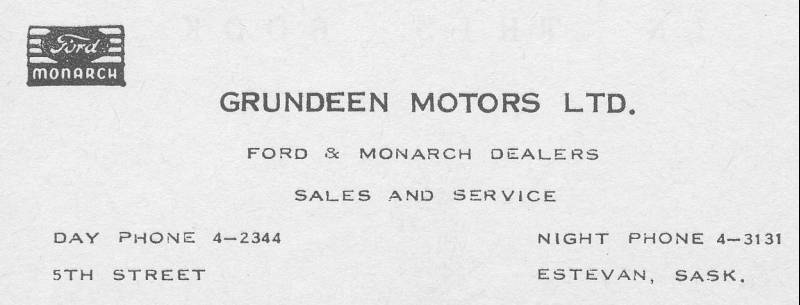 Ford
MONARCH
GRUNDEEN MOTORS LTD.
FORD & MONARCH DEALERS
SALES AND SERVICE
DAY PHONE 4-2344
NIGHT PHONE 4-3131
5TH STREET
ESTEVAN, SASK.